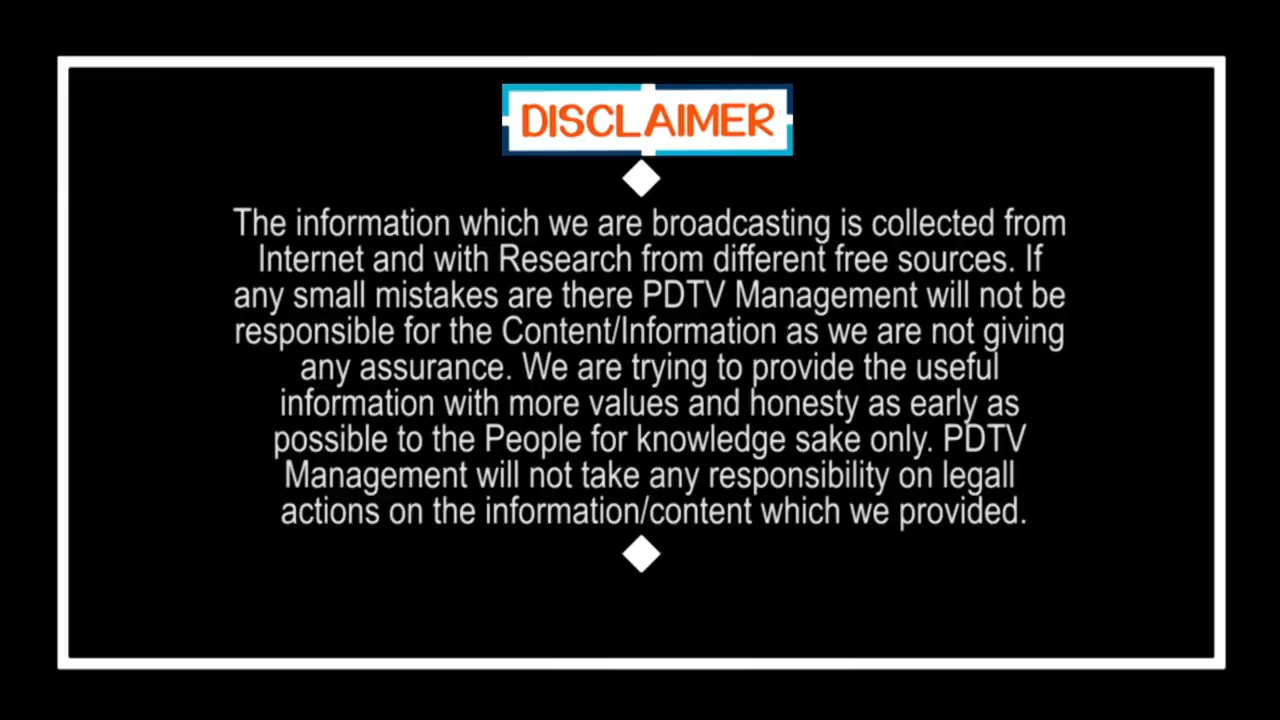 DISCLAIMER
The information which we are broadcasting is collected from
Internet and with Research from different free sources. If
any small mistakes are there PDTV Management will not be
responsible for the Content/Information as we are not giving
any assurance. We are trying to provide the useful
information with more values and honesty as early as
possible to the People for knowledge sake only. PDTV
Management will not take any responsibility on legall
actions on the information/content which we provided.